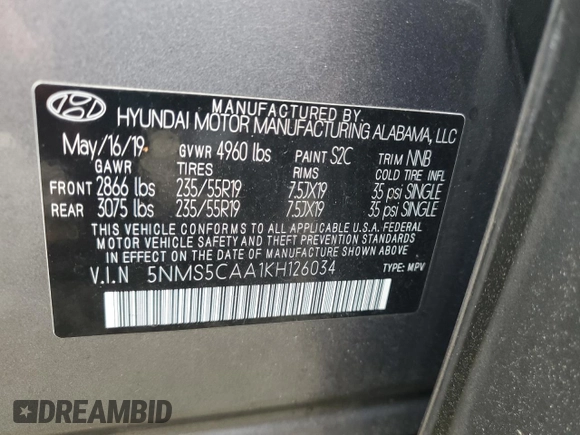 MANUFACTURED BY.
HYUNDAI MOTOR MANUFACTURING ALABAMA, LLC
May/16/19 GVWR 4960 lbs PAINT S2C TRIM NNB
GAWR TIRES RIMS COLD TIRE INFL
FRONT 2866 lbs 235/55R19 7.5JX19 35 psi SINGLE
REAR 3075 lbs 235/55R19 7.5JX19 35 psi SINGLE
THIS VEHICLE CONFORMS TO ALL APPLICABLE U.S.A. FEDERAL
MOTOR VEHICLE SAFETY AND THEFT PREVENTION STANDARDS
IN EFFECT ON THE DATE OF MANUFACTURE SHOWN ABOVE.
V.I.N 5NMS5CAA1KH126034 TYPE: MPV
DREAMBID